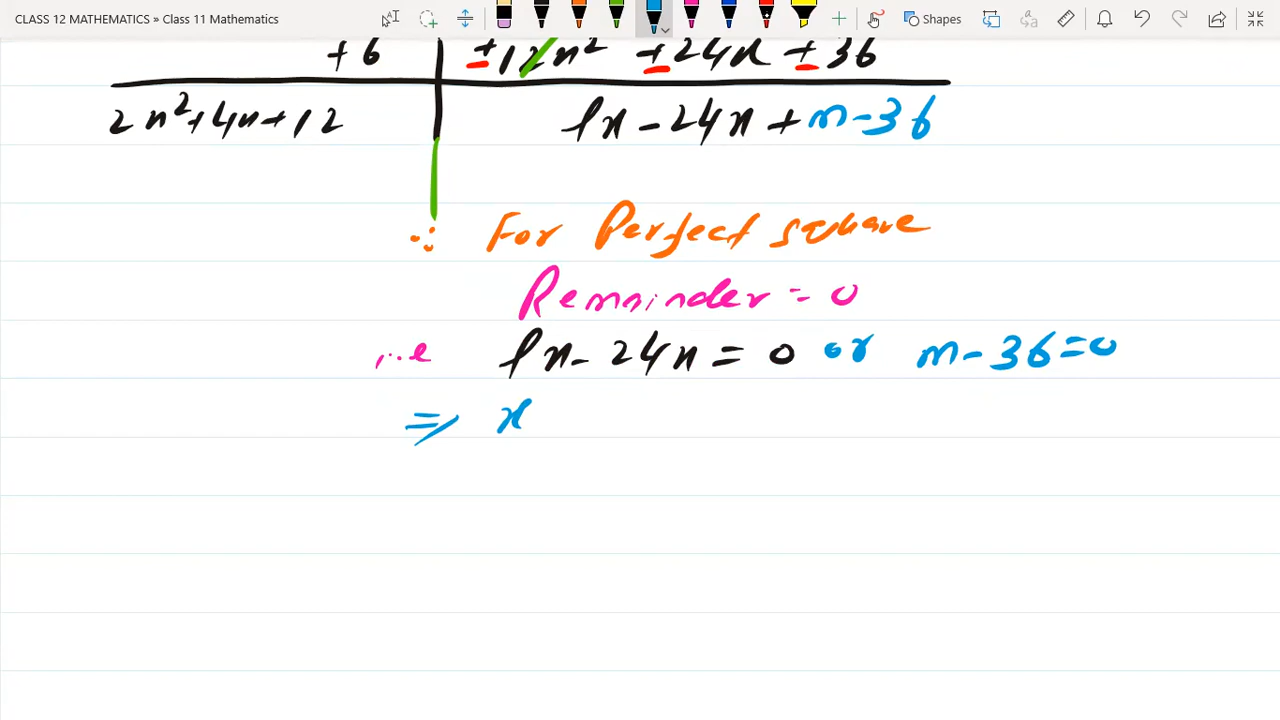 CLASS 12 MATHEMATICS » Class 11 Mathematics
Shapes
+6 ±12x² ±24x ±36
2x²+4x+12 lx-24x+m-36
∴ For Perfect square
Remainder = 0
i.e lx-24x=0 or m-36=0
⇒ x